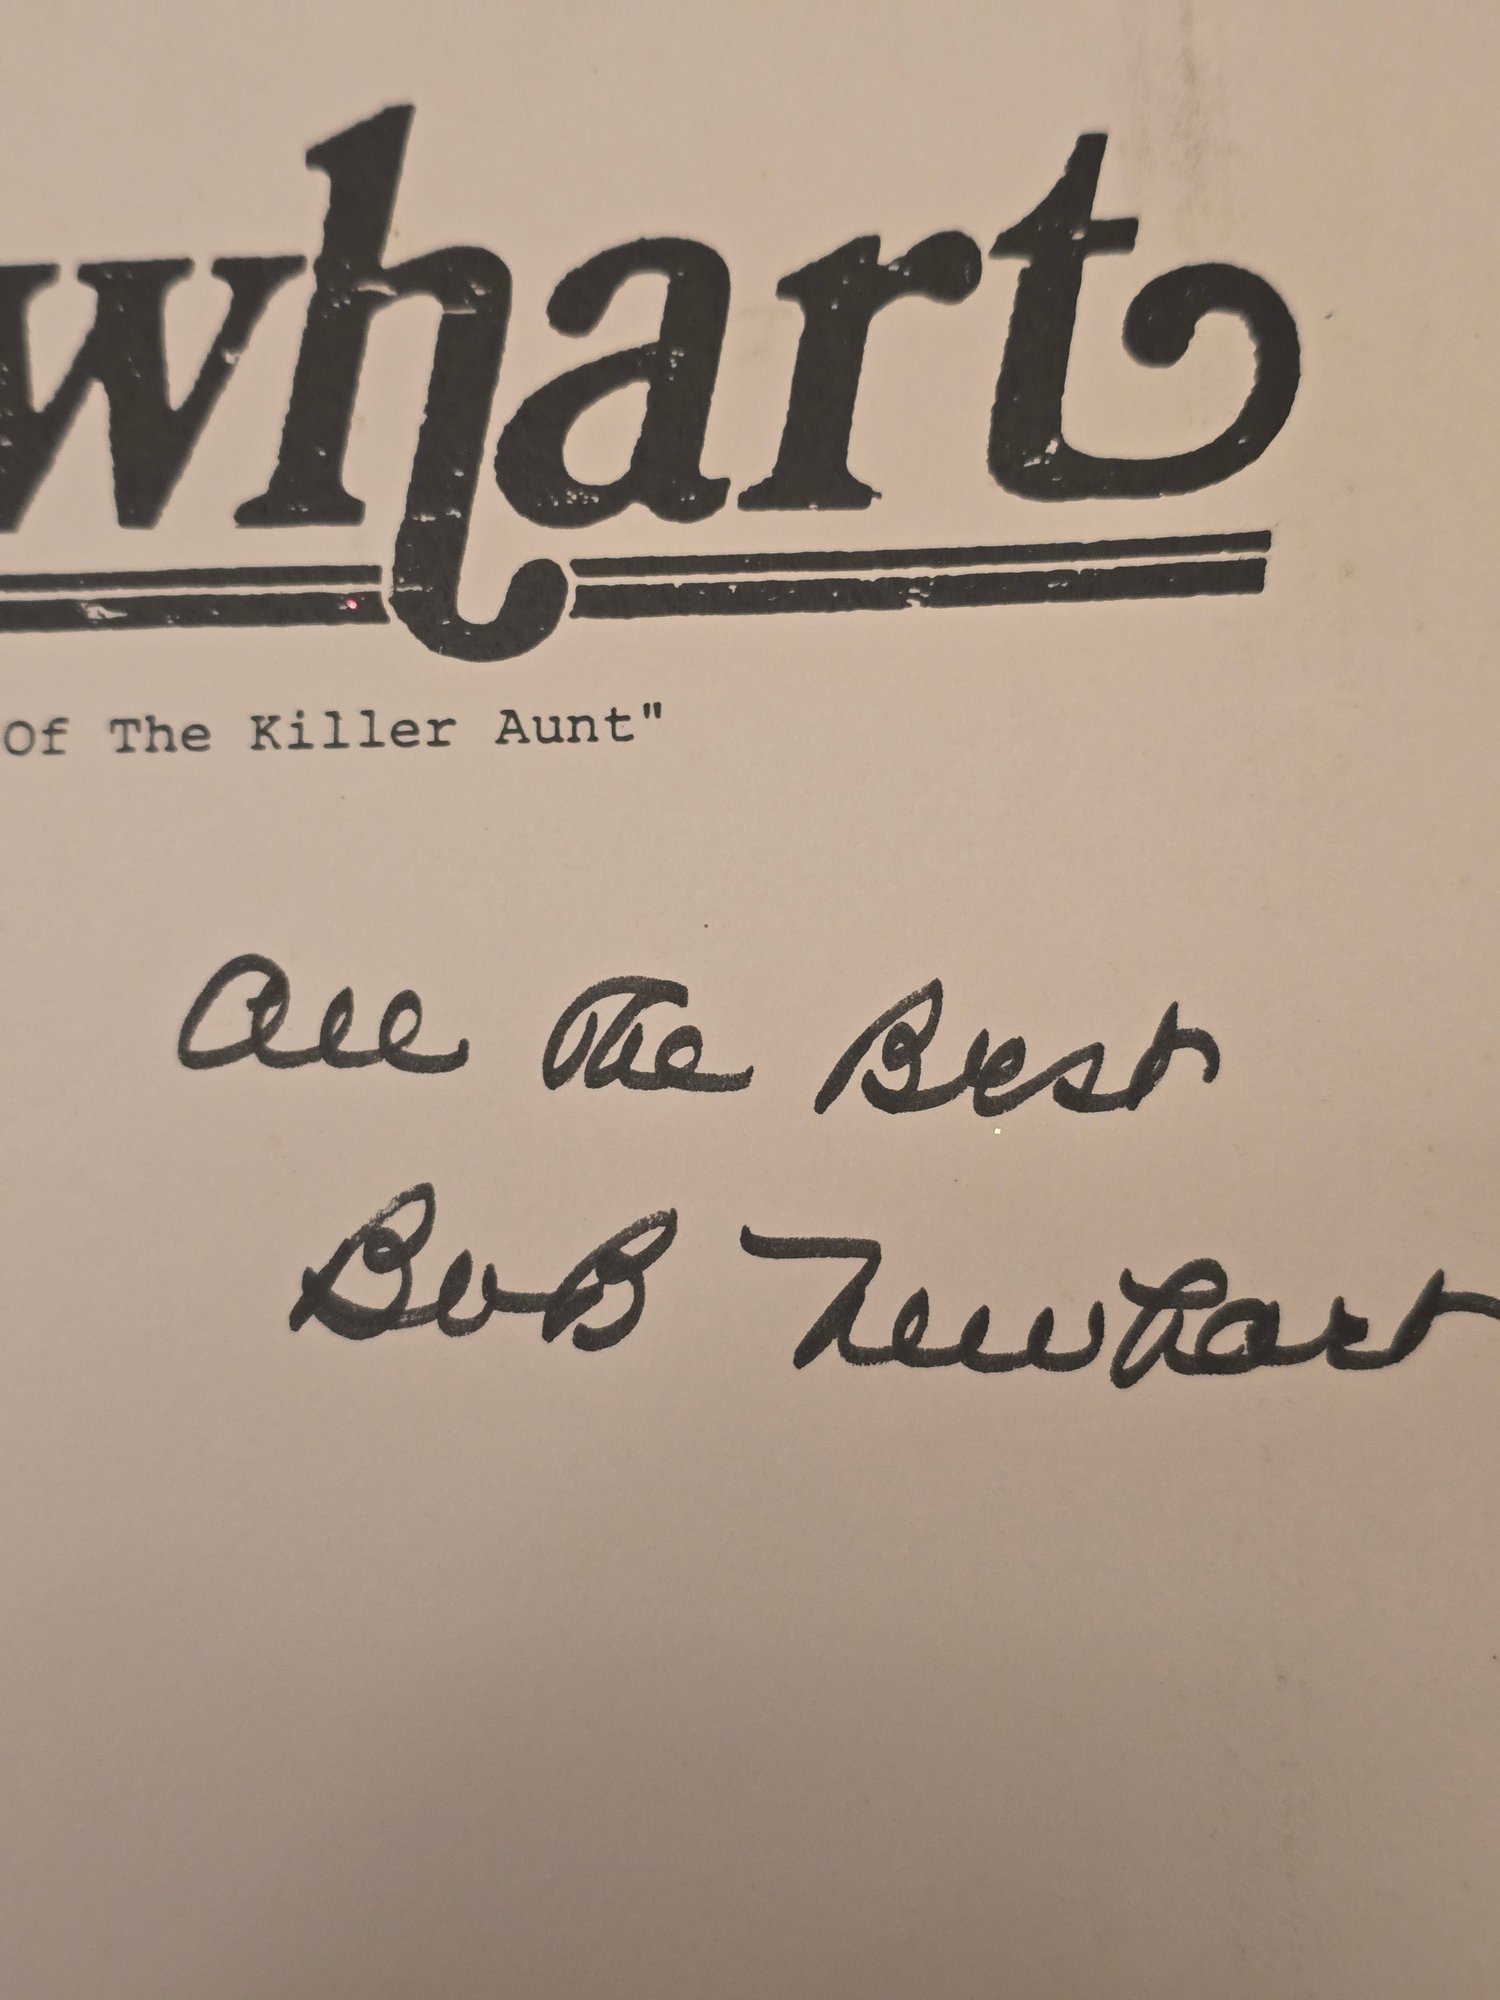 whart
Of The Killer Aunt"
All The Best
Bob Newhart